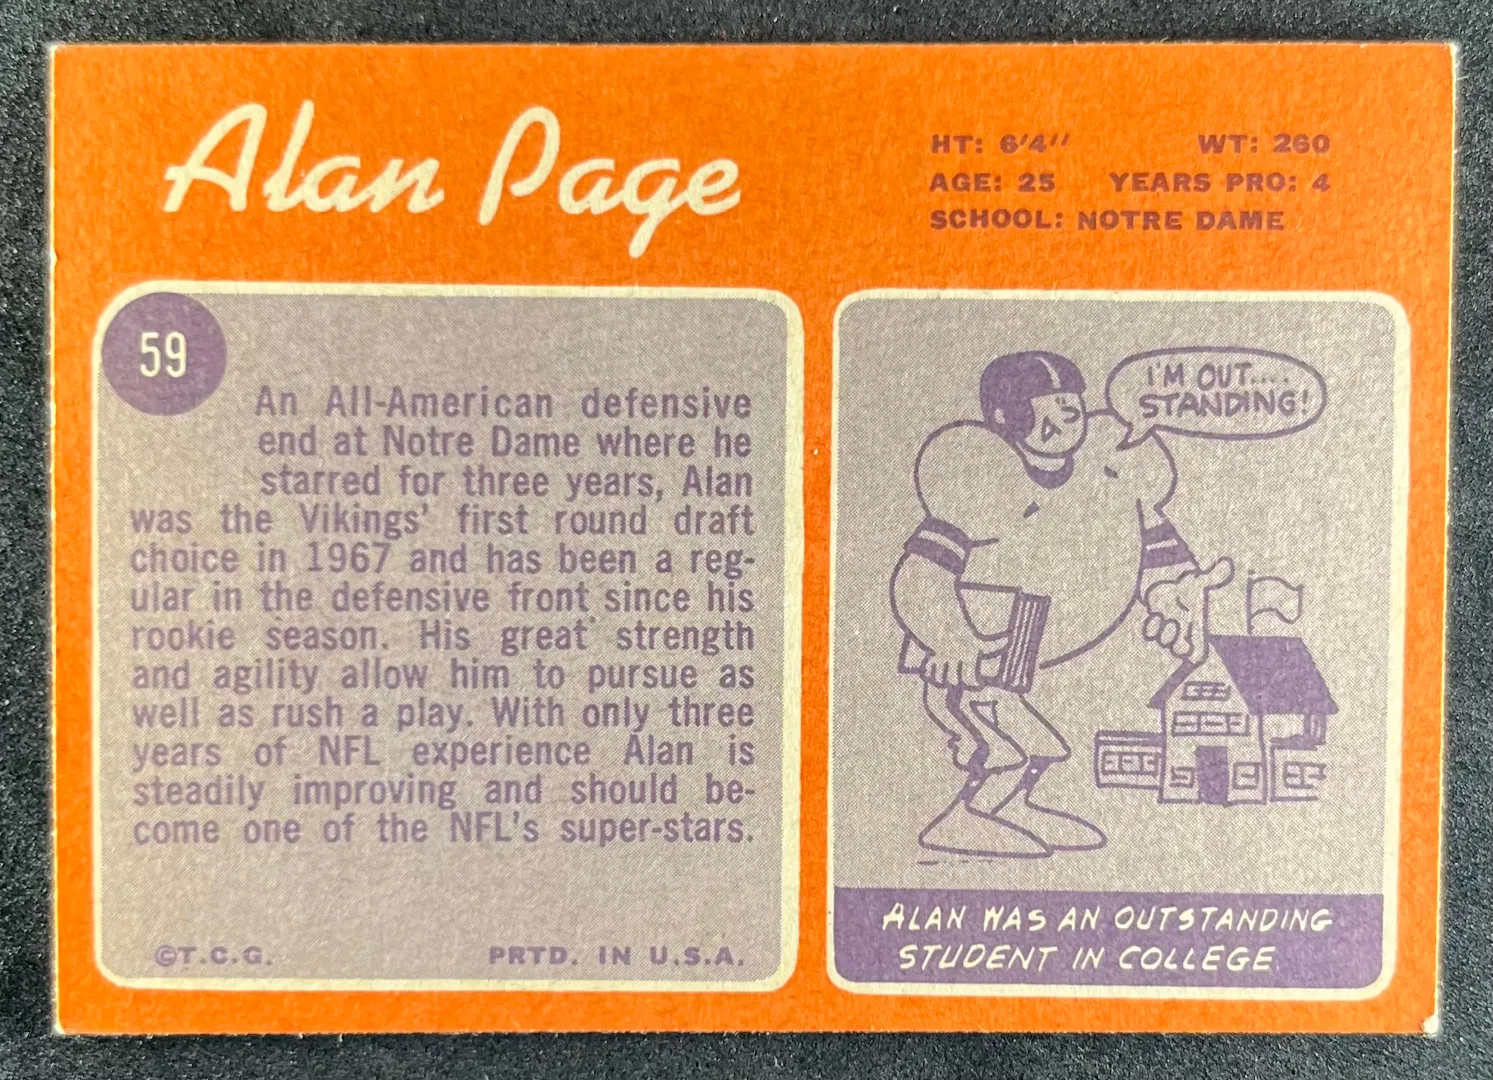 Alan Page
HT: 6'4'' WT: 260
AGE: 25 YEARS PRO: 4
SCHOOL: NOTRE DAME
59
An All-American defensive
end at Notre Dame where he
starred for three years, Alan
was the Vikings' first round draft
choice in 1967 and has been a reg-
ular in the defensive front since his
rookie season. His great strength
and agility allow him to pursue as
well as rush a play. With only three
years of NFL experience Alan is
steadily improving and should be-
come one of the NFL's super-stars.
©T.C.G. PRTD. IN U.S.A.
I'M OUT....
STANDING!
ALAN WAS AN OUTSTANDING
STUDENT IN COLLEGE.